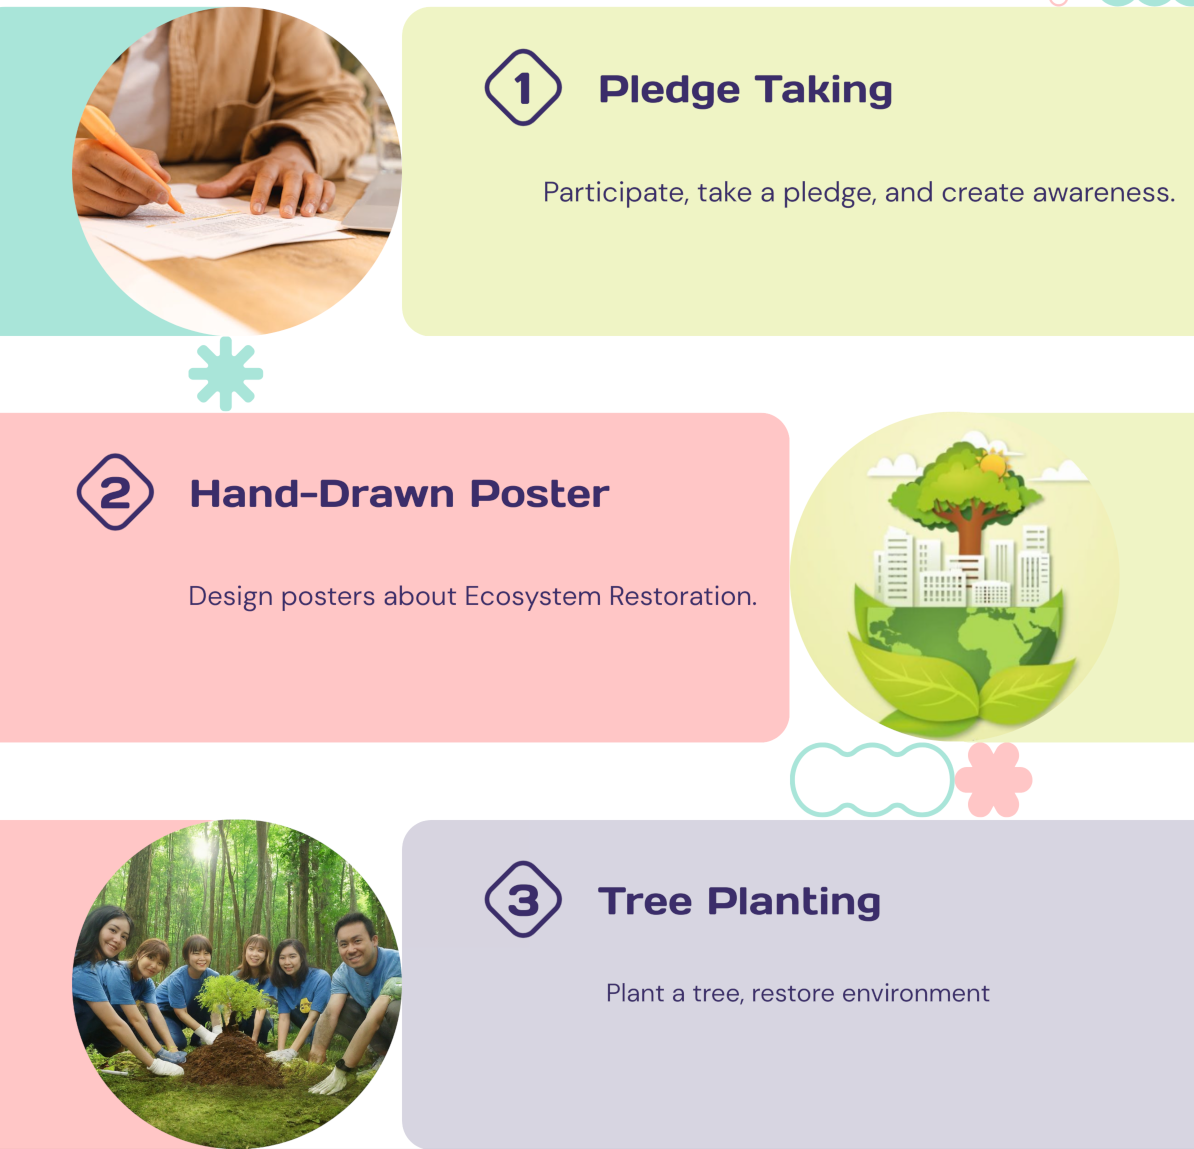 1 Pledge Taking
Participate, take a pledge, and create awareness.
2 Hand-Drawn Poster
Design posters about Ecosystem Restoration.
3 Tree Planting
Plant a tree, restore environment